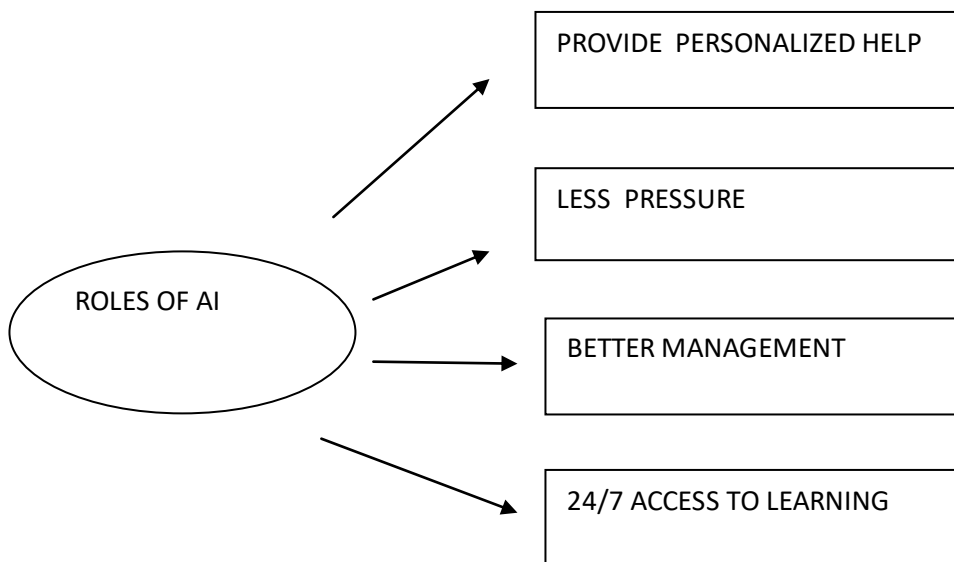 PROVIDE PERSONALIZED HELP
LESS PRESSURE
ROLES OF AI
BETTER MANAGEMENT
24/7 ACCESS TO LEARNING